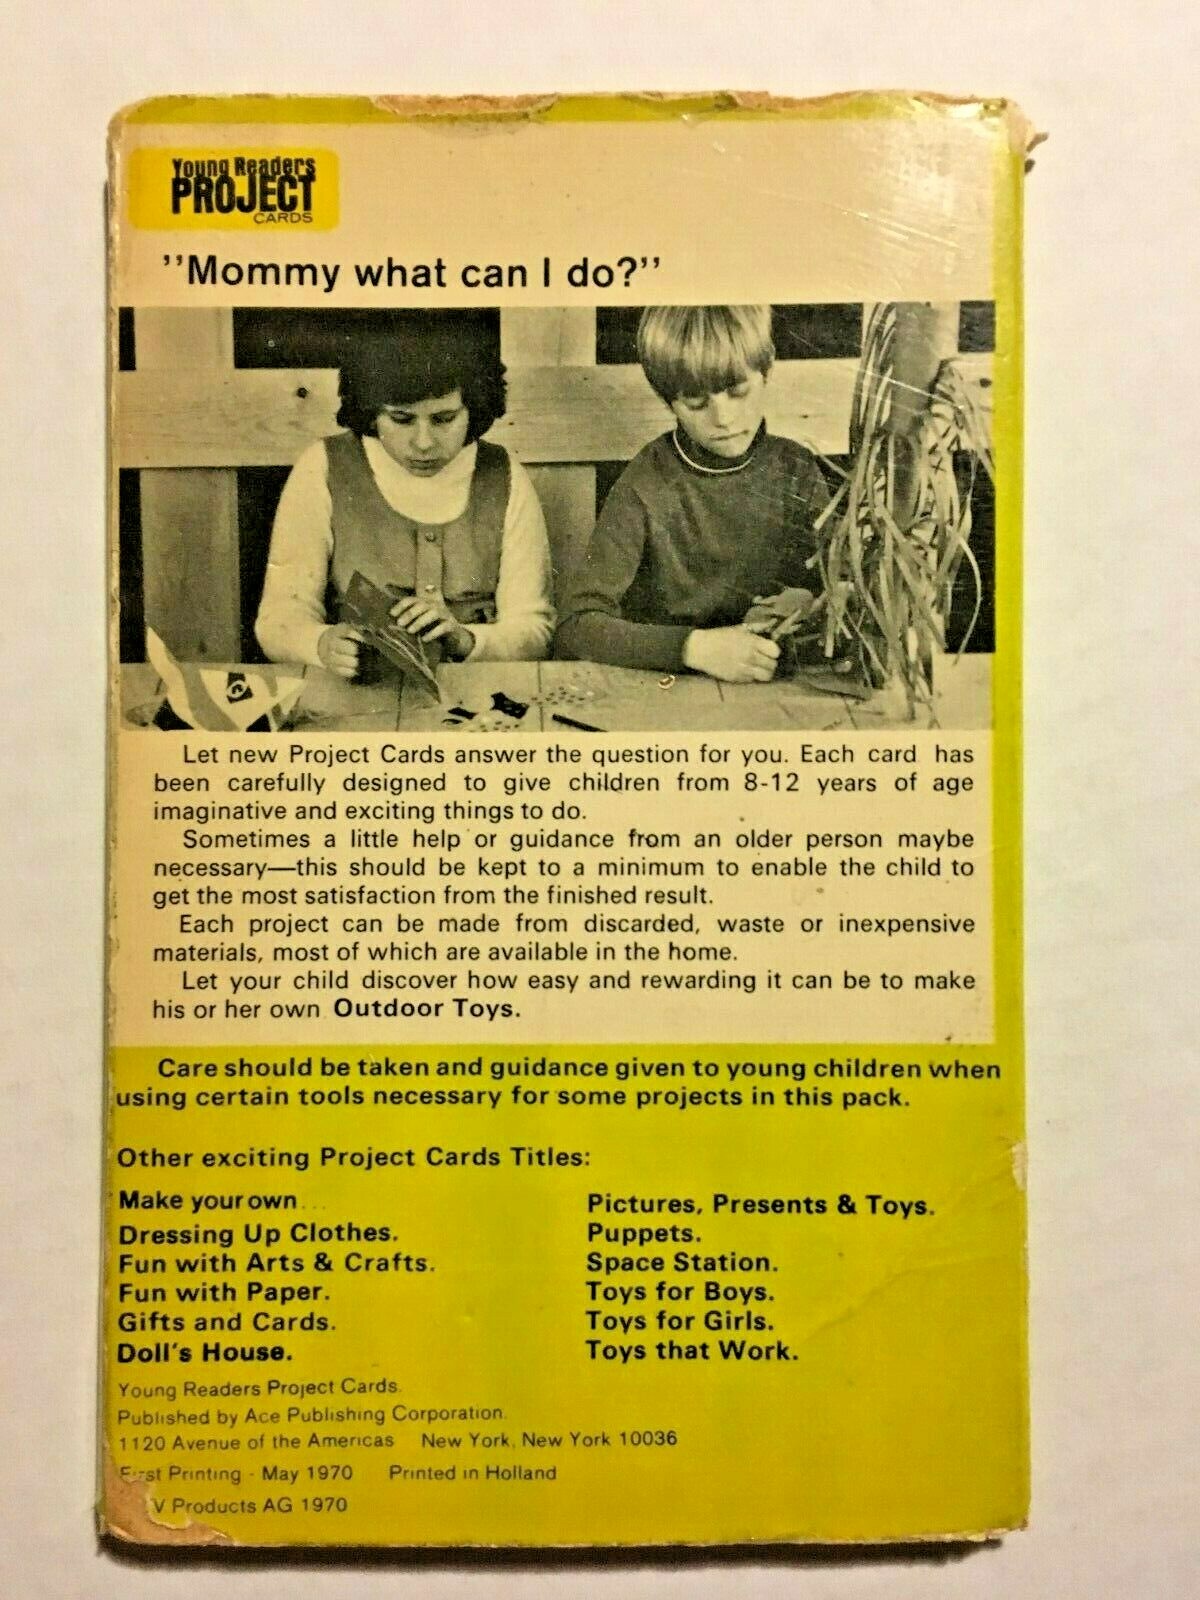 Young Readers
PROJECT
CARDS
"Mommy what can I do?"
Let new Project Cards answer the question for you. Each card has
been carefully designed to give children from 8-12 years of age
imaginative and exciting things to do.
Sometimes a little help or guidance from an older person maybe
necessary—this should be kept to a minimum to enable the child to
get the most satisfaction from the finished result.
Each project can be made from discarded, waste or inexpensive
materials, most of which are available in the home.
Let your child discover how easy and rewarding it can be to make
his or her own Outdoor Toys.
Care should be taken and guidance given to young children when
using certain tools necessary for some projects in this pack.
Other exciting Project Cards Titles:
Make your own ...
Dressing Up Clothes.
Fun with Arts & Crafts.
Fun with Paper.
Gifts and Cards.
Doll's House.
Pictures, Presents & Toys.
Puppets.
Space Station.
Toys for Boys.
Toys for Girls.
Toys that Work.
Young Readers Project Cards.
Published by Ace Publishing Corporation.
1120 Avenue of the Americas New York, New York 10036
First Printing - May 1970 Printed in Holland
Products AG 1970